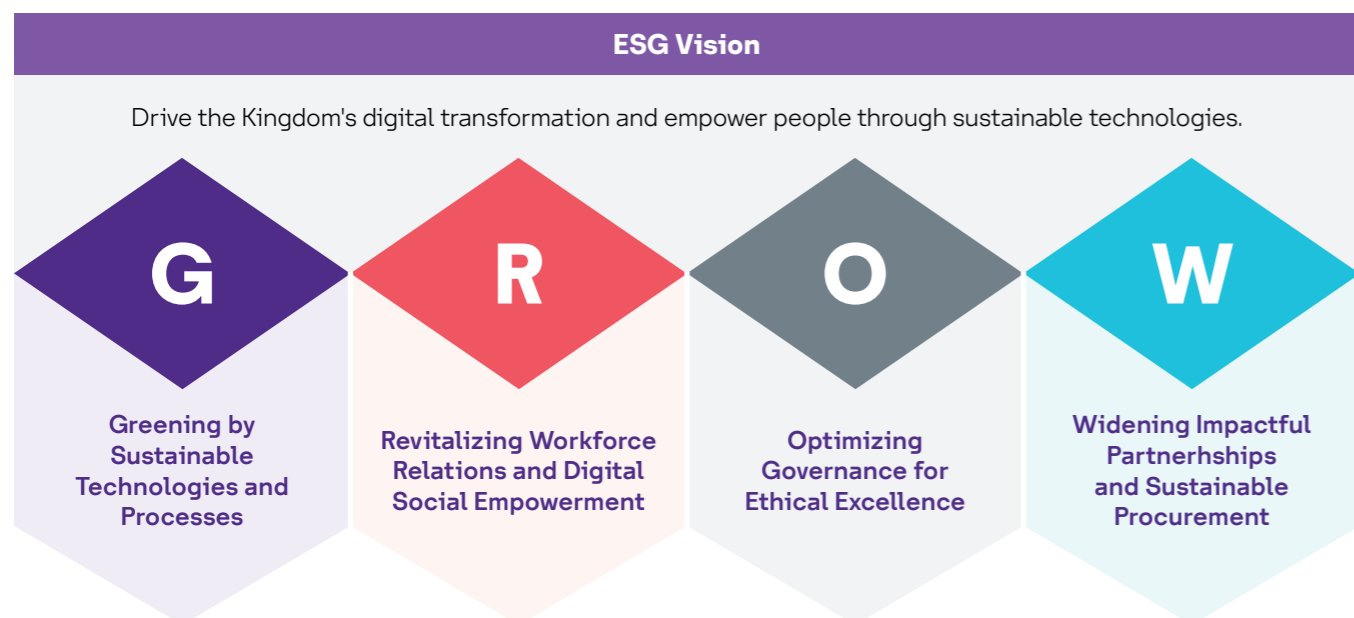 ESG Vision
Drive the Kingdom's digital transformation and empower people through sustainable technologies.
G
R
O
W
Greening by
Sustainable
Technologies and
Processes
Revitalizing Workforce
Relations and Digital
Social Empowerment
Optimizing
Governance for
Ethical Excellence
Widening Impactful
Partnerhships
and Sustainable
Procurement